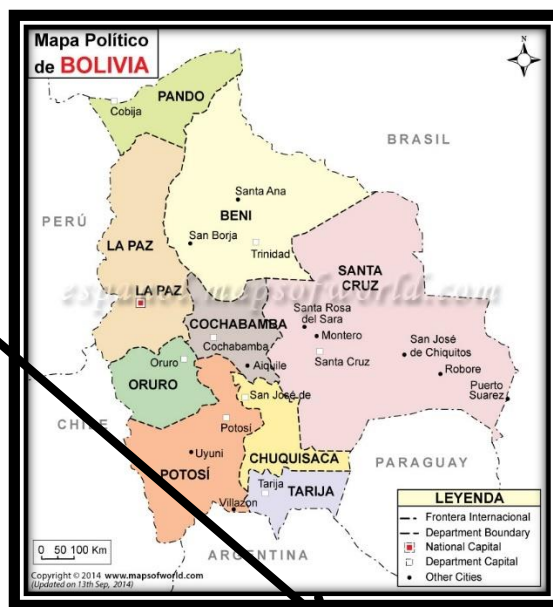 Mapa Político
de BOLIVIA
N
PANDO
Cobija
BRASIL
Santa Ana
BENI
PERÚ
San Borja
Trinidad
LA PAZ
SANTA
CRUZ
LA PAZ
español.mapsofworld.com
COCHABAMBA
Cochabamba
Santa Rosa
del Sara
Montero
San José
de Chiquitos
Santa Cruz
Oruro
Aiquile
Robore
ORURO
Puerto
Suarez
San José de
CHILE
Potosí
Uyuni
CHUQUISACA
PARAGUAY
POTOSÍ
Tarija
TARIJA
Villazon
ARGENTINA
LEYENDA
Frontera Internacional
Department Boundary
National Capital
Department Capital
Other Cities
0 50 100 Km
Copyright © 2014 www.mapsofworld.com
(Updated on 13th Sep, 2014)